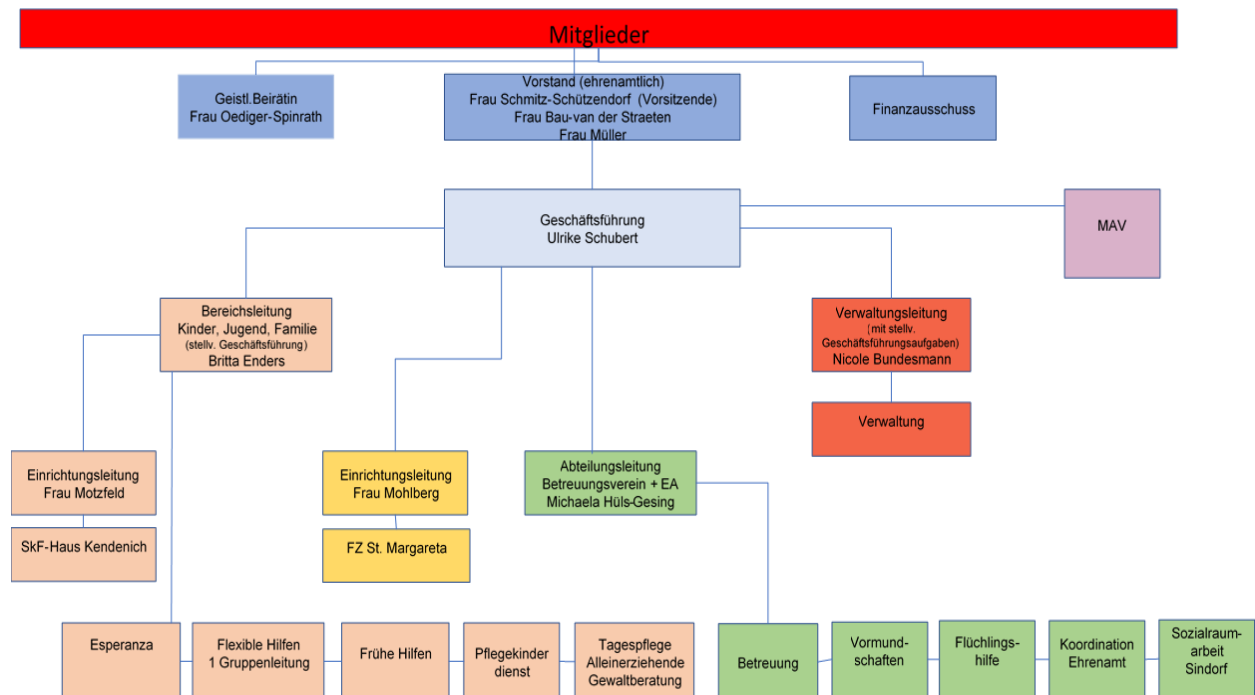 Mitglieder
Geistl.Beirätin
Frau Oediger-Spinrath
Vorstand (ehrenamtlich)
Frau Schmitz-Schützendorf (Vorsitzende)
Frau Bau-van der Straeten
Frau Müller
Finanzausschuss
Geschäftsführung
Ulrike Schubert
MAV
Bereichsleitung
Kinder, Jugend, Familie
(stellv. Geschäftsführung)
Britta Enders
Verwaltungsleitung
(mit stellv.
Geschäftsführungsaufgaben)
Nicole Bundesmann
Verwaltung
Einrichtungsleitung
Frau Motzfeld
Einrichtungsleitung
Frau Mohlberg
Abteilungsleitung
Betreuungsverein + EA
Michaela Hüls-Gesing
SkF-Haus Kendenich
FZ St. Margareta
Esperanza
Flexible Hilfen
1 Gruppenleitung
Frühe Hilfen
Pflegekinder
dienst
Tagespflege
Alleinerziehende
Gewaltberatung
Betreuung
Vormund-
schaften
Flüchlings-
hilfe
Koordination
Ehrenamt
Sozialraum-
arbeit
Sindorf